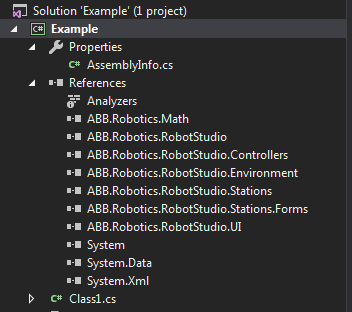 Solution 'Example' (1 project)
C# Example
Properties
C# AssemblyInfo.cs
References
Analyzers
ABB.Robotics.Math
ABB.Robotics.RobotStudio
ABB.Robotics.RobotStudio.Controllers
ABB.Robotics.RobotStudio.Environment
ABB.Robotics.RobotStudio.Stations
ABB.Robotics.RobotStudio.Stations.Forms
ABB.Robotics.RobotStudio.UI
System
System.Data
System.Xml
C# Class1.cs